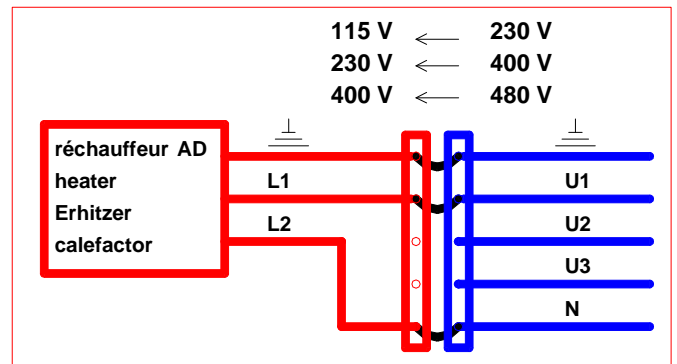 115 V ← 230 V
230 V ← 400 V
400 V ← 480 V
réchauffeur AD
heater
Erhitzer
calefactor
L1
L2
U1
U2
U3
N